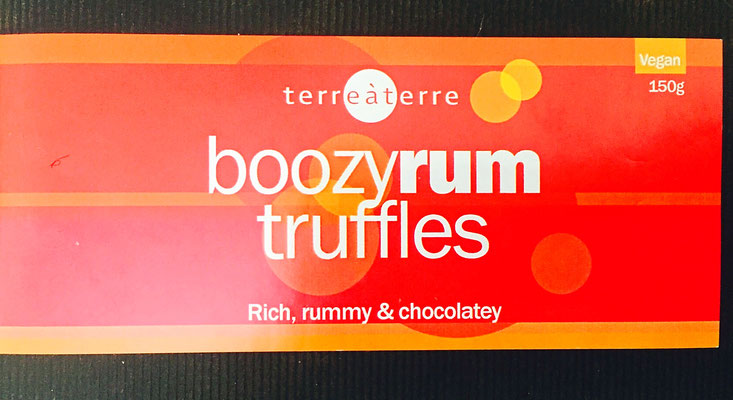 Vegan
150g
terreàterre
boozyrum
truffles
Rich, rummy & chocolatey